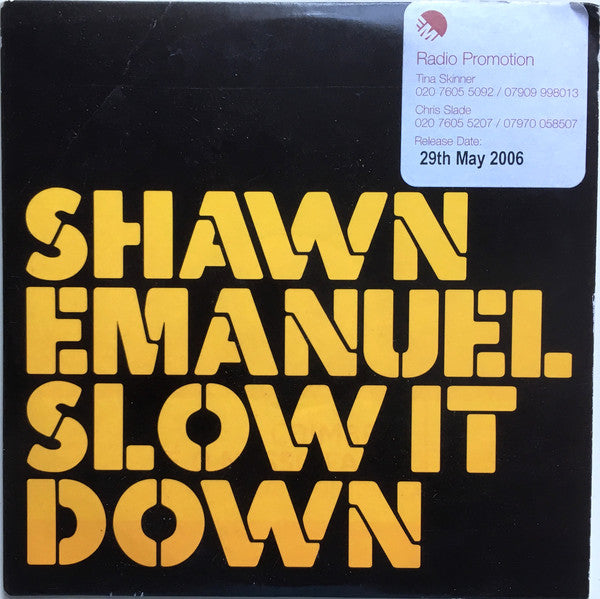 EMI
Radio Promotion
Tina Skinner
020 7605 5092 / 07909 998013
Chris Slade
020 7605 5207 / 07970 058507
Release Date:
29th May 2006
SHAWN
EMANUEL
SLOW IT
DOWN